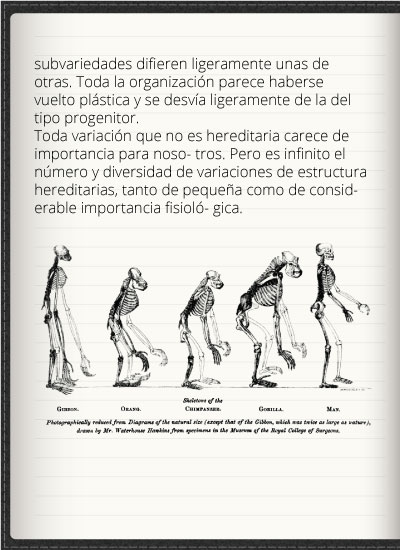 subvariedades difieren ligeramente unas de
otras. Toda la organización parece haberse
vuelto plástica y se desvía ligeramente de la del
tipo progenitor.
Toda variación que no es hereditaria carece de
importancia para noso- tros. Pero es infinito el
número y diversidad de variaciones de estructura
hereditarias, tanto de pequeña como de consid-
erable importancia fisioló- gica.
Skeletons of the
GIBBON. ORANG. CHIMPANZEE. GORILLA. MAN.
Photographically reduced from Diagrams of the natural size (except that of the Gibbon, which was twice as large as nature),
drawn by Mr. Waterhouse Hawkins from specimens in the Museum of the Royal College of Surgeons.